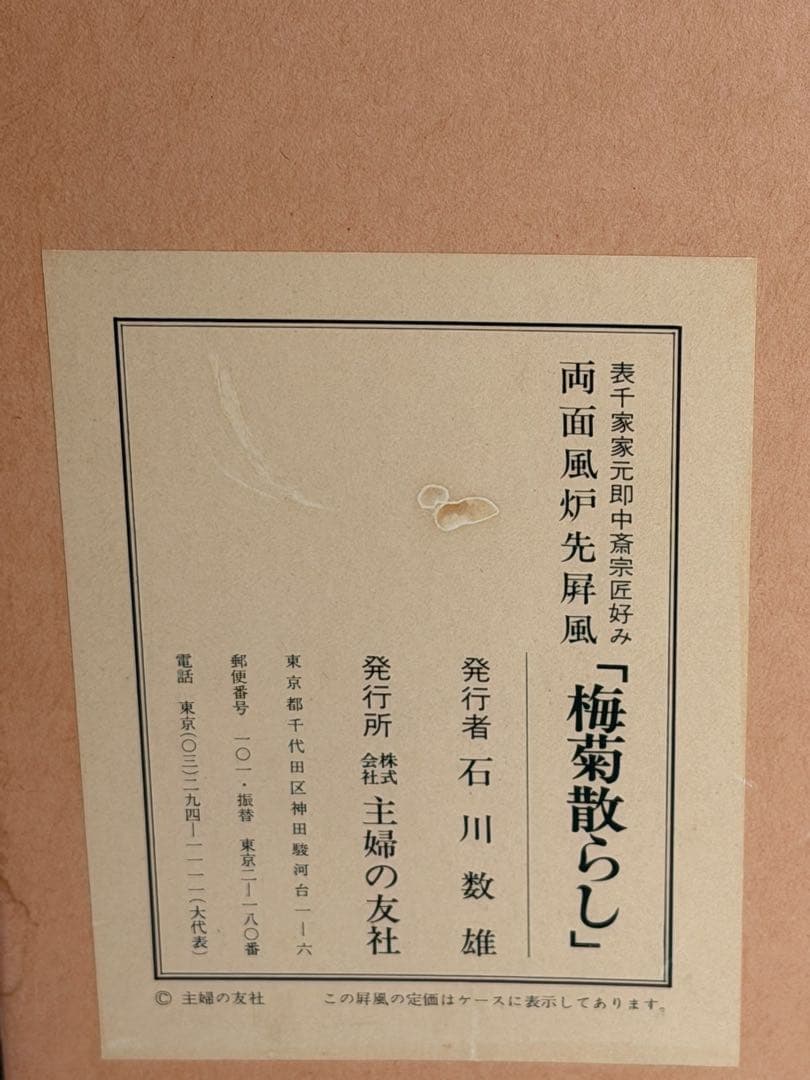 表千家家元即中斎宗匠好み
両面風炉先屛風「梅菊散らし」
発行者 石川数雄
発行所 株式会社 主婦の友社
東京都千代田区神田駿河台一—六
郵便番号 一〇一・振替 東京二—一八〇番
電話 東京(〇三)二九四—一一一一(大代表)
© 主婦の友社 この屛風の定価はケースに表示してあります。